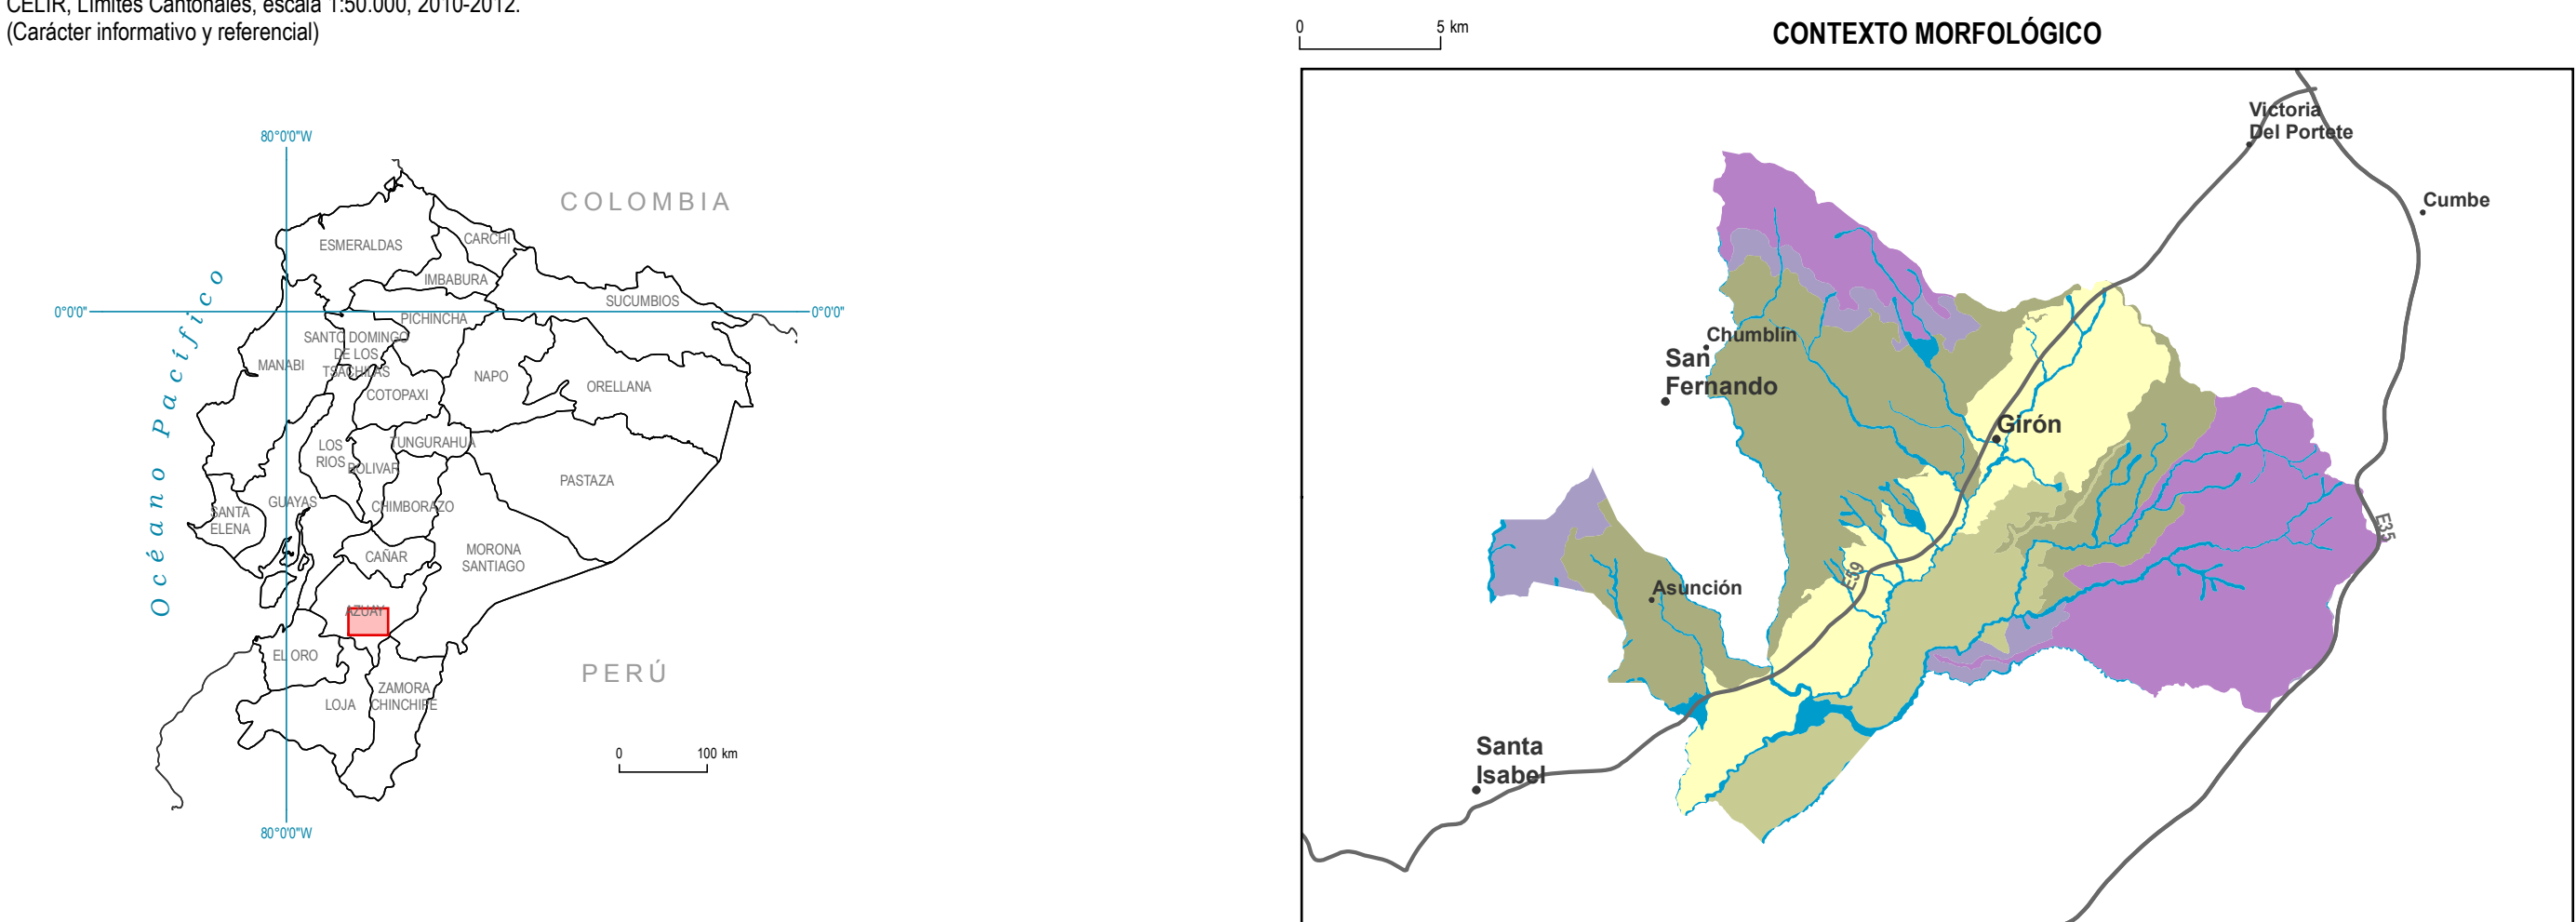 CELIR, Límites Cantonales, escala 1:50.000, 2010-2012.
(Carácter informativo y referencial)
80°0'0"W
COLOMBIA
ESMERALDAS
CARCHI
IMBABURA
SUCUMBIOS
0°0'0"
0°0'0"
PICHINCHA
SANTO DOMINGO
DE LOS
TSACHILAS
MANABI
COTOPAXI
NAPO
ORELLANA
Océano Pacífico
LOS
RIOS
TUNGURAHUA
BOLIVAR
PASTAZA
GUAYAS
CHIMBORAZO
SANTA
ELENA
CAÑAR
MORONA
SANTIAGO
AZUAY
EL ORO
PERÚ
ZAMORA
CHINCHIPE
LOJA
0 100 km
80°0'0"W
0 5 km
CONTEXTO MORFOLÓGICO
Victoria
Del Portete
Cumbe
Chumblín
San
Fernando
Girón
E35
E59
Asunción
Santa
Isabel